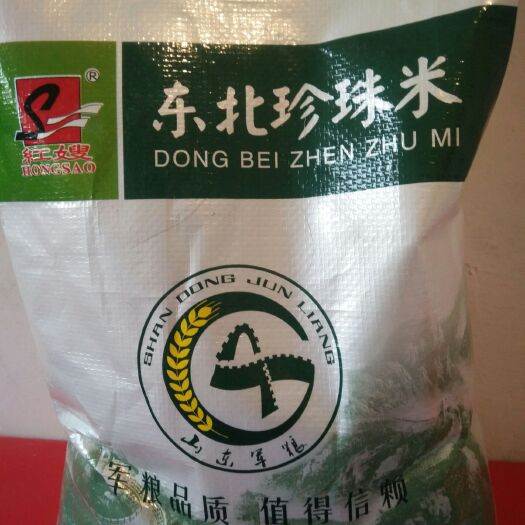 ®
紅嫂
HONGSAO
东北珍珠米
DONG BEI ZHEN ZHU MI
SHAN DONG JUN LIANG
山东军粮
军粮品质 值得信赖